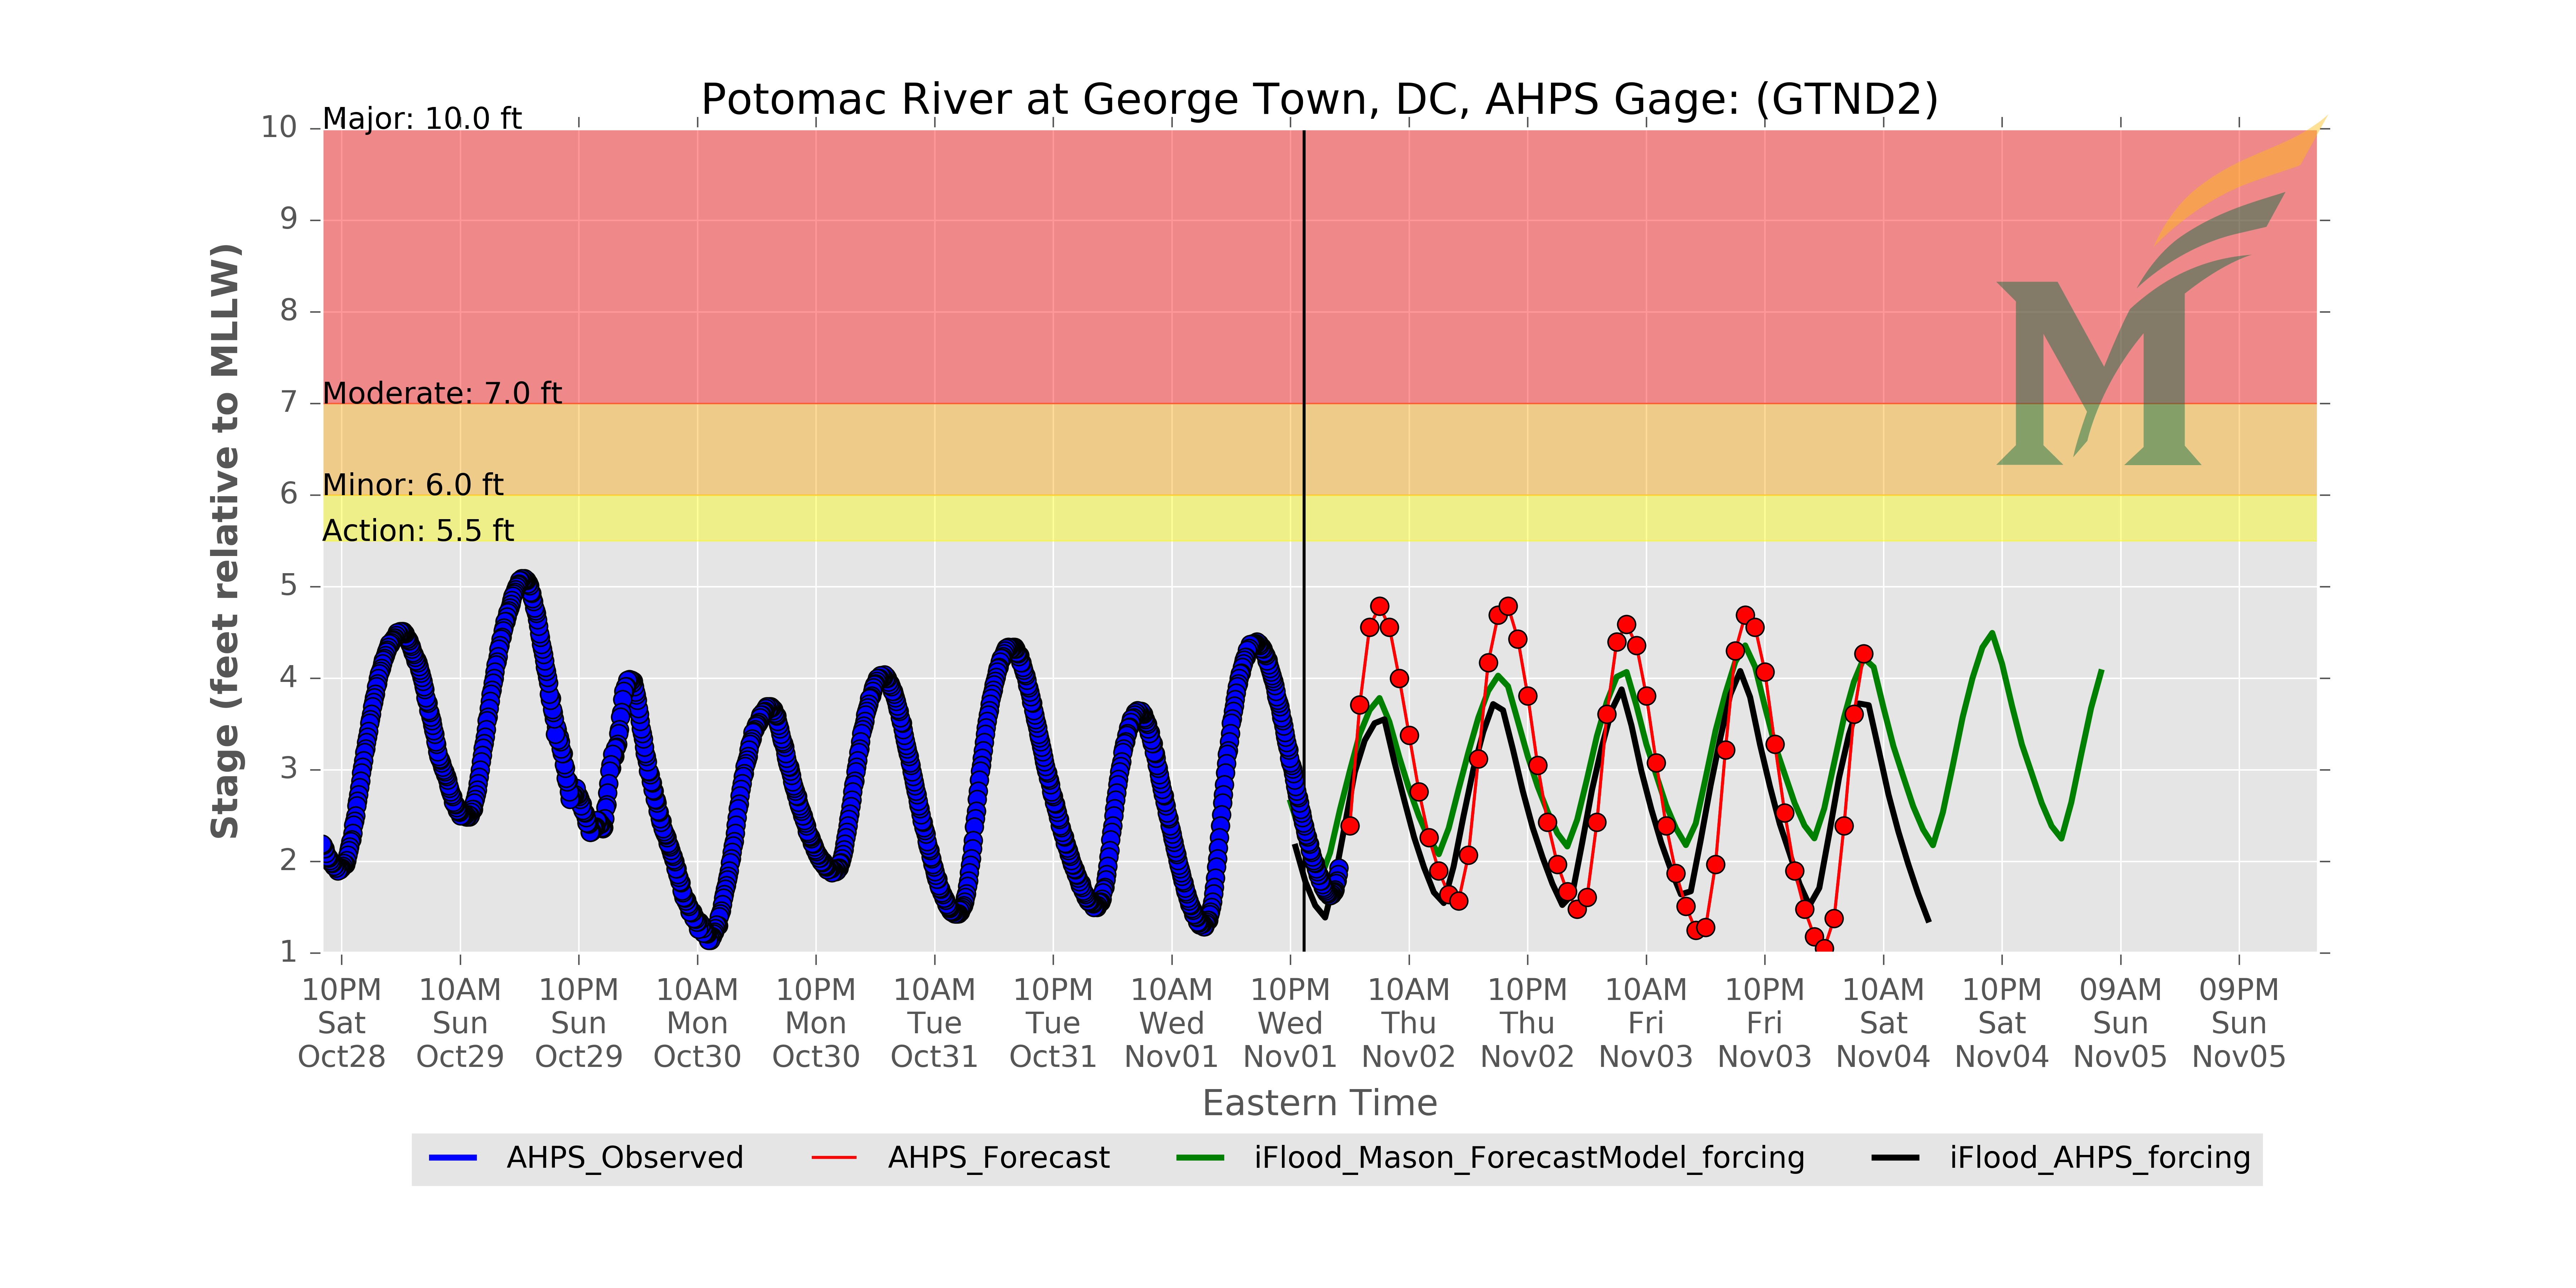 Potomac River at George Town, DC, AHPS Gage: (GTND2)
Major: 10.0 ft
Moderate: 7.0 ft
Minor: 6.0 ft
Action: 5.5 ft
Stage (feet relative to MLLW)
10
9
8
7
6
5
4
3
2
1
10PM 10AM 10PM 10AM 10PM 10AM 10PM 10AM 10PM 10AM 10PM 10AM 10PM 10AM 10PM 09AM 09PM
Sat Sun Sun Mon Mon Tue Tue Wed Wed Thu Thu Fri Fri Sat Sat Sun Sun
Oct28 Oct29 Oct29 Oct30 Oct30 Oct31 Oct31 Nov01 Nov01 Nov02 Nov02 Nov03 Nov03 Nov04 Nov04 Nov05 Nov05
Eastern Time
AHPS_Observed AHPS_Forecast iFlood_Mason_ForecastModel_forcing iFlood_AHPS_forcing
M